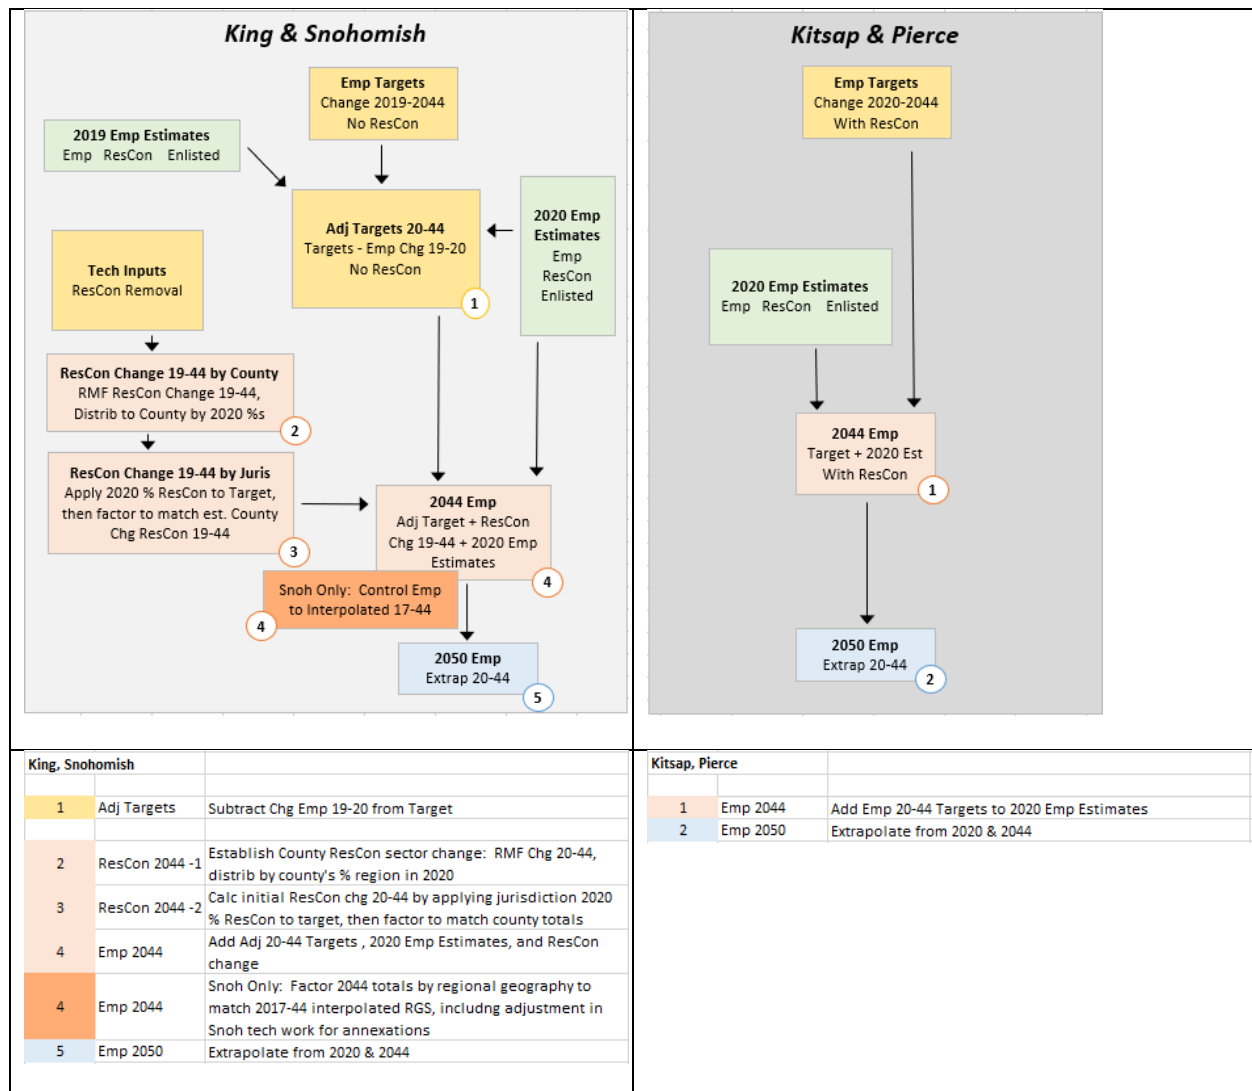 King & Snohomish
Emp Targets
Change 2019-2044
No ResCon
2019 Emp Estimates
Emp ResCon Enlisted
Adj Targets 20-44
Targets - Emp Chg 19-20
No ResCon
1
2020 Emp
Estimates
Emp
ResCon
Enlisted
Tech Inputs
ResCon Removal
ResCon Change 19-44 by County
RMF ResCon Change 19-44,
Distrib to County by 2020 %s
2
ResCon Change 19-44 by Juris
Apply 2020 % ResCon to Target,
then factor to match est. County
Chg ResCon 19-44
3
2044 Emp
Adj Target + ResCon
Chg 19-44 + 2020 Emp
Estimates
4
Snoh Only: Control Emp
to Interpolated 17-44
4
2050 Emp
Extrap 20-44
5
Kitsap & Pierce
Emp Targets
Change 2020-2044
With ResCon
2020 Emp Estimates
Emp ResCon Enlisted
2044 Emp
Target + 2020 Est
With ResCon
1
2050 Emp
Extrap 20-44
2
King, Snohomish
1 Adj Targets Subtract Chg Emp 19-20 from Target
2 ResCon 2044 -1 Establish County ResCon sector change: RMF Chg 20-44,
distrib by county's % region in 2020
3 ResCon 2044 -2 Calc initial ResCon chg 20-44 by applying jurisdiction 2020
% ResCon to target, then factor to match county totals
4 Emp 2044 Add Adj 20-44 Targets , 2020 Emp Estimates, and ResCon
change
4 Emp 2044 Snoh Only: Factor 2044 totals by regional geography to
match 2017-44 interpolated RGS, includng adjustment in
Snoh tech work for annexations
5 Emp 2050 Extrapolate from 2020 & 2044
Kitsap, Pierce
1 Emp 2044 Add Emp 20-44 Targets to 2020 Emp Estimates
2 Emp 2050 Extrapolate from 2020 & 2044